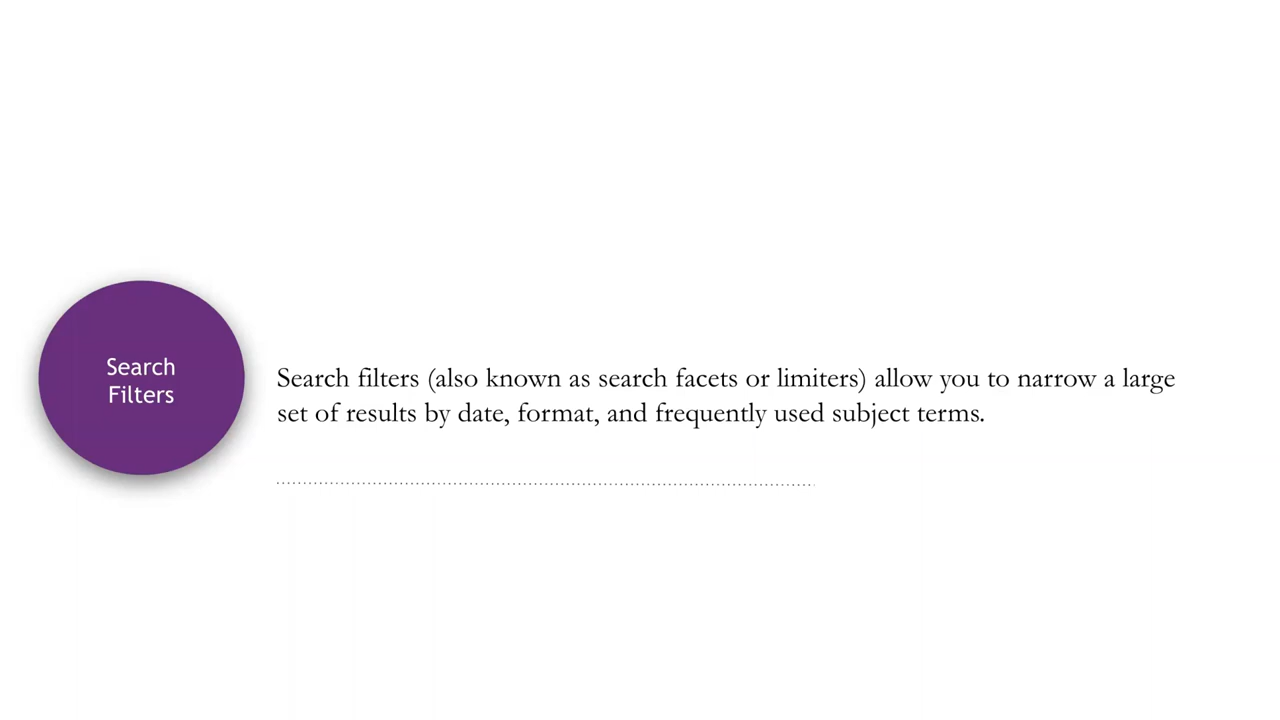 Search
Filters
Search filters (also known as search facets or limiters) allow you to narrow a large
set of results by date, format, and frequently used subject terms.